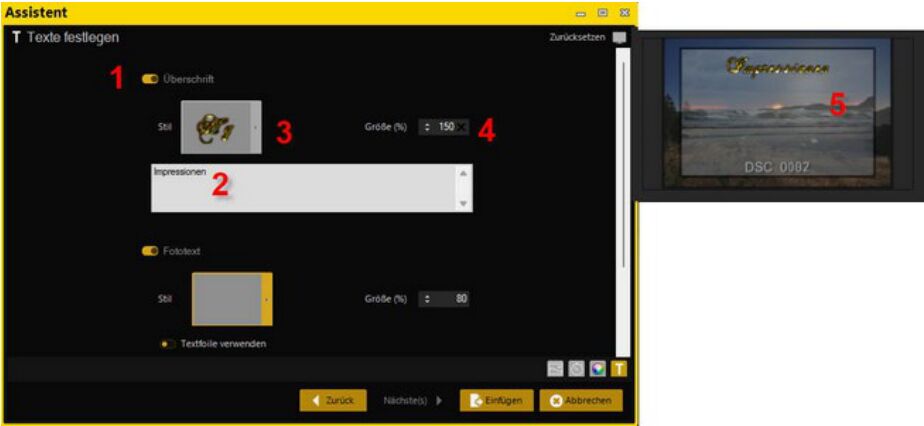 Assistent
T Texte festlegen
Zurücksetzen
1
Überschrift
Stil
3
Größe (%)
150
4
Impressionen
2
Fototext
Stil
Größe (%)
80
Textfolie verwenden
T
Zurück
Nächste(s)
Einfügen
Abbrechen
Impressionen
5
DSC 0002